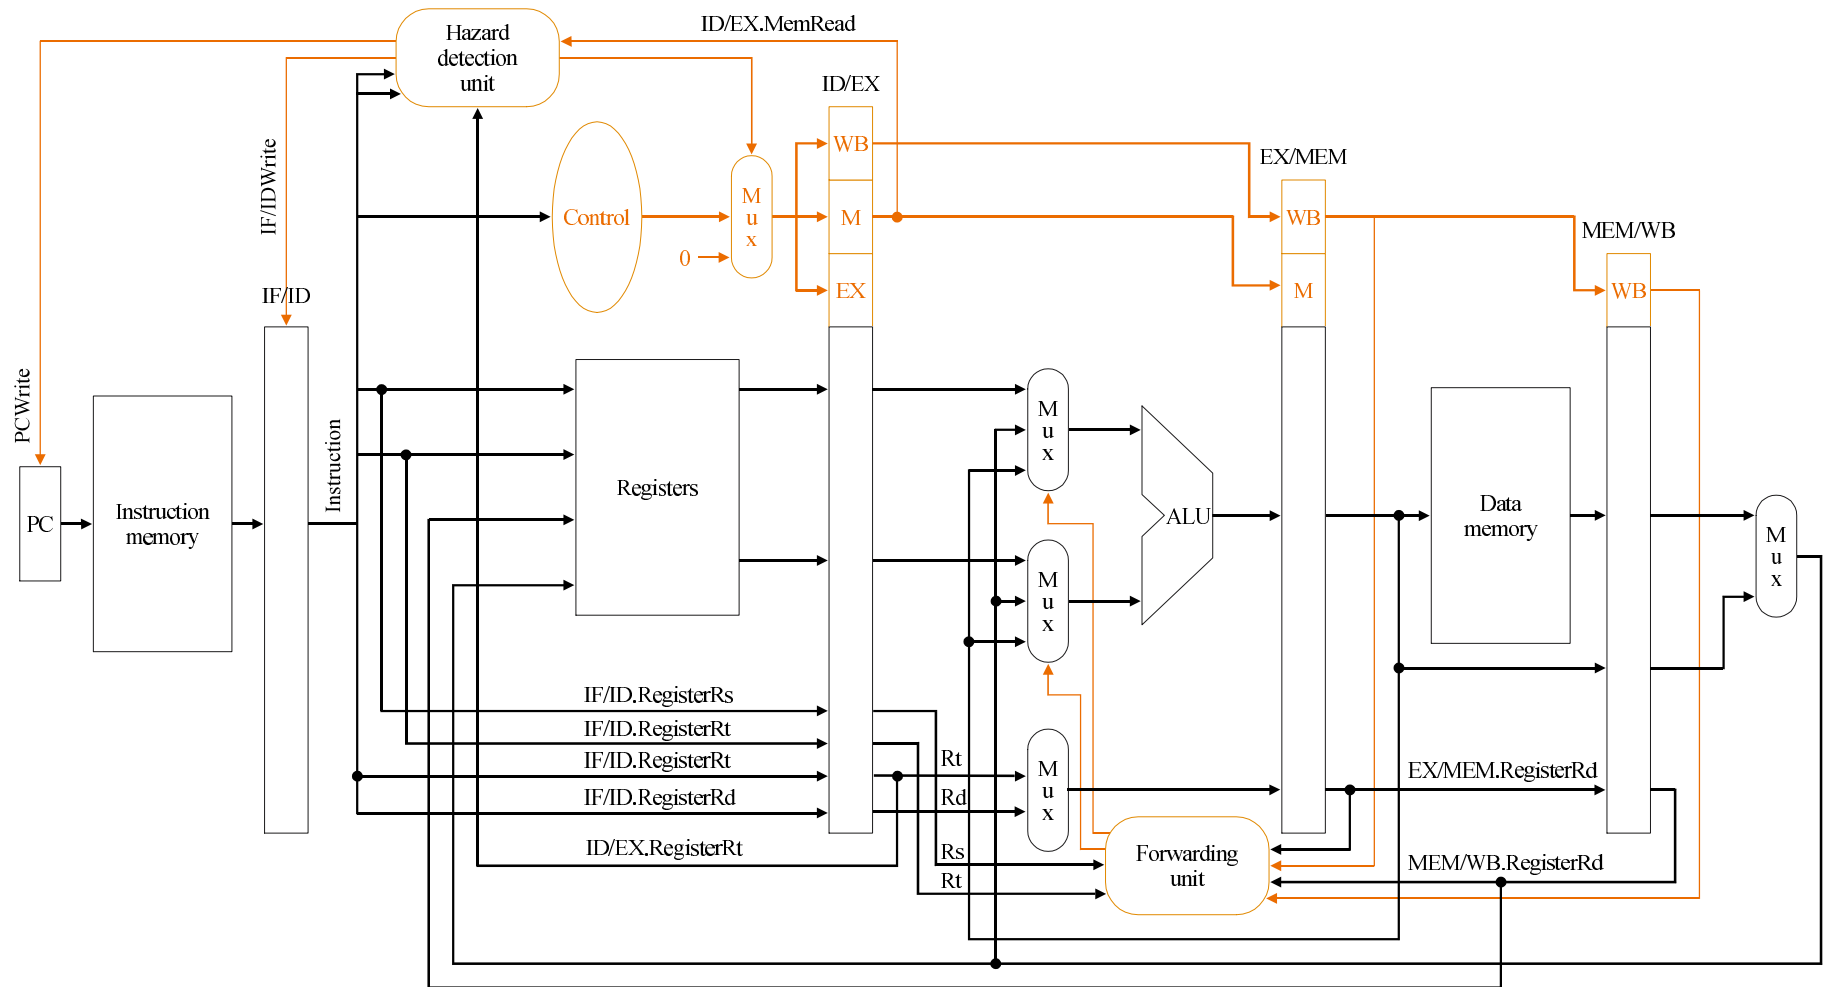 Hazard
detection
unit
ID/EX.MemRead
ID/EX
IF/IDWrite
PCWrite
Control
M
u
x
0
WB
M
EX
EX/MEM
WB
M
MEM/WB
WB
IF/ID
PC
Instruction
memory
Instruction
Registers
M
u
x
M
u
x
ALU
Data
memory
M
u
x
IF/ID.RegisterRs
IF/ID.RegisterRt
IF/ID.RegisterRt
IF/ID.RegisterRd
ID/EX.RegisterRt
Rt
Rd
M
u
x
Rs
Rt
Forwarding
unit
EX/MEM.RegisterRd
MEM/WB.RegisterRd